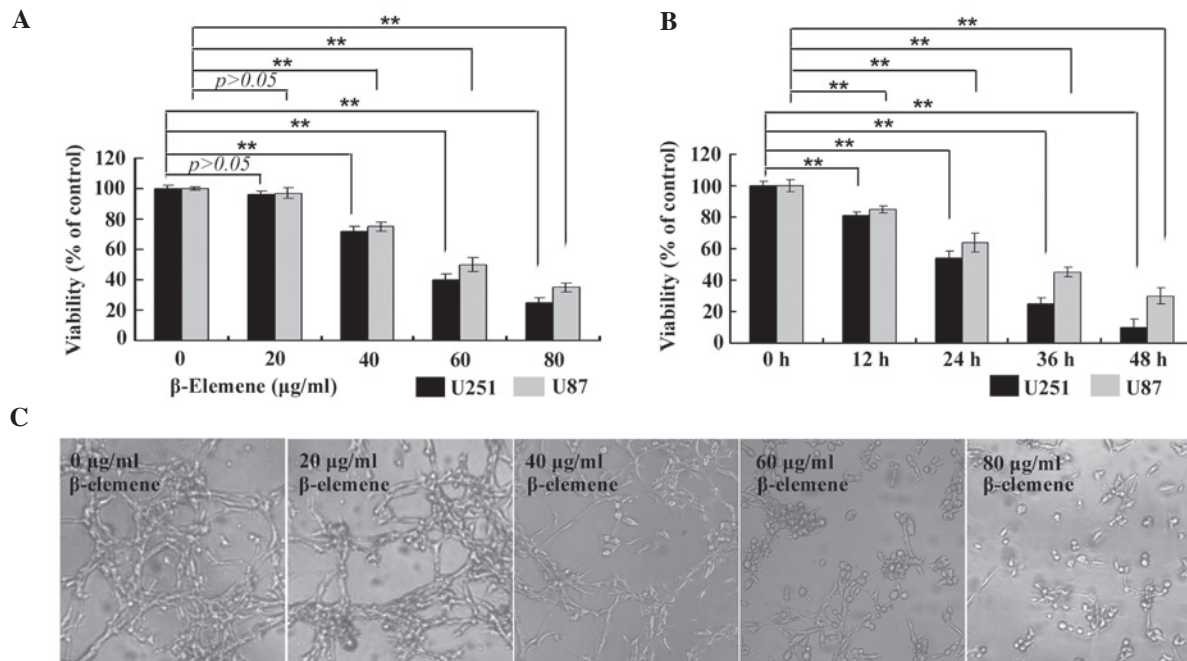 A
**
**
**
p>0.05
**
**
**
p>0.05
Viability (% of control)
120
100
80
60
40
20
0
0 20 40 60 80
β-Elemene (μg/ml)
U251 U87
B
**
**
**
**
**
**
**
**
Viability (% of control)
120
100
80
60
40
20
0
0 h 12 h 24 h 36 h 48 h
U251 U87
C
0 μg/ml
β-elemene
20 μg/ml
β-elemene
40 μg/ml
β-elemene
60 μg/ml
β-elemene
80 μg/ml
β-elemene